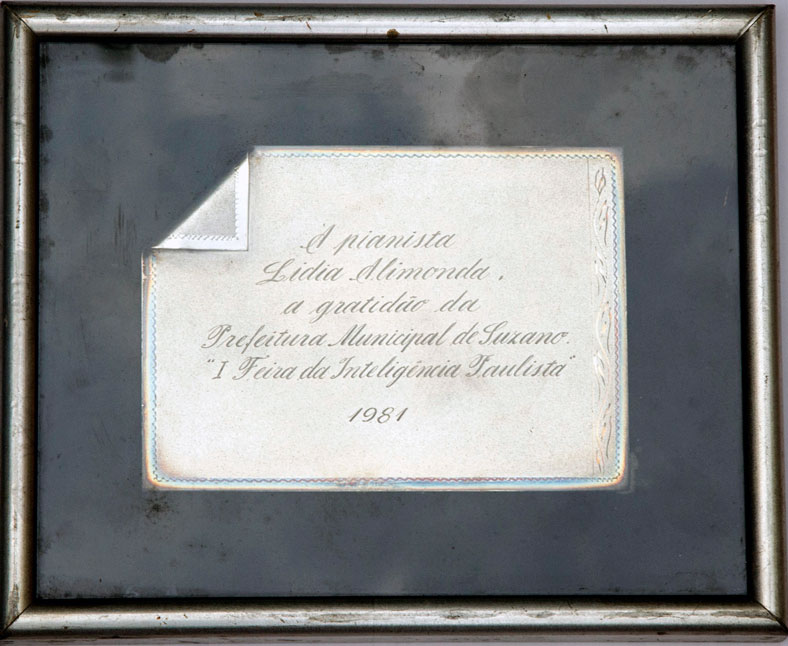 A pianista
Lidia Alimonda,
a gratidão da
Prefeitura Municipal de Suzano.
"I Feira da Inteligência Paulista"
1981